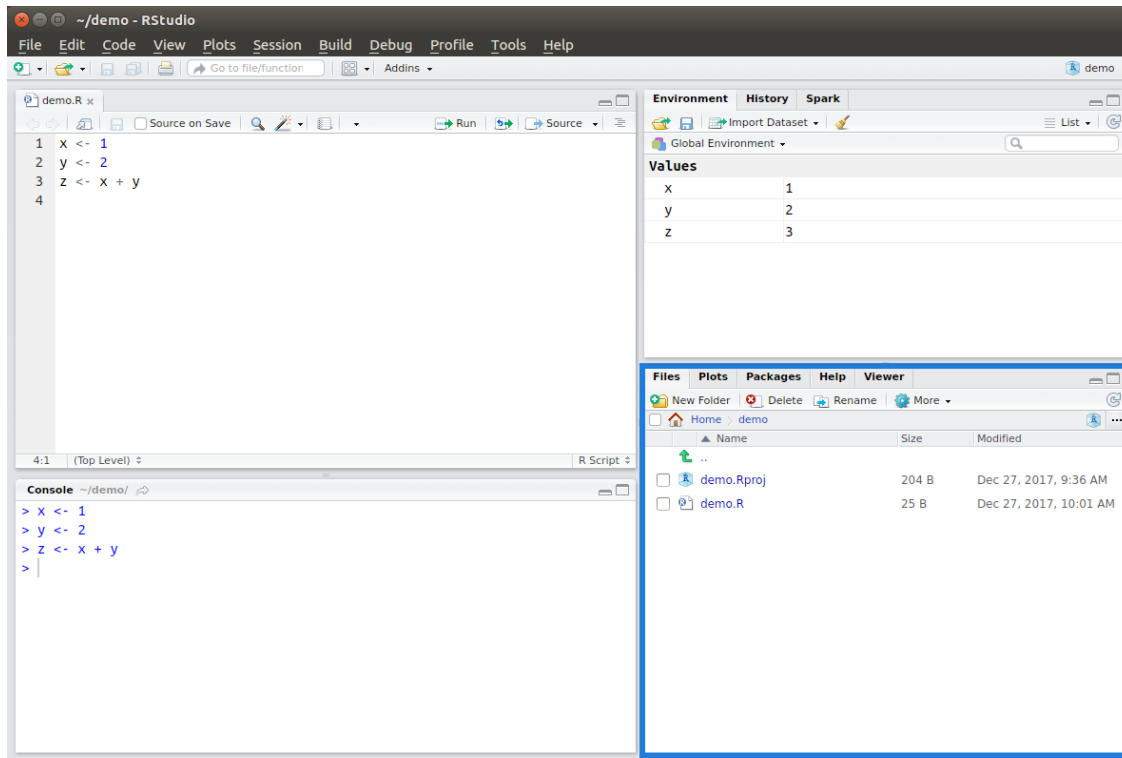 ~/demo - RStudio
File Edit Code View Plots Session Build Debug Profile Tools Help
Go to file/function Addins demo
demo.R
Source on Save Run Source
1 x <- 1
2 y <- 2
3 z <- x + y
4
4:1 (Top Level) R Script
Console ~/demo/
> x <- 1
> y <- 2
> z <- x + y
>
Environment History Spark
Import Dataset List
Global Environment
Values
x 1
y 2
z 3
Files Plots Packages Help Viewer
New Folder Delete Rename More
Home demo ...
Name Size Modified
..
demo.Rproj 204 B Dec 27, 2017, 9:36 AM
demo.R 25 B Dec 27, 2017, 10:01 AM